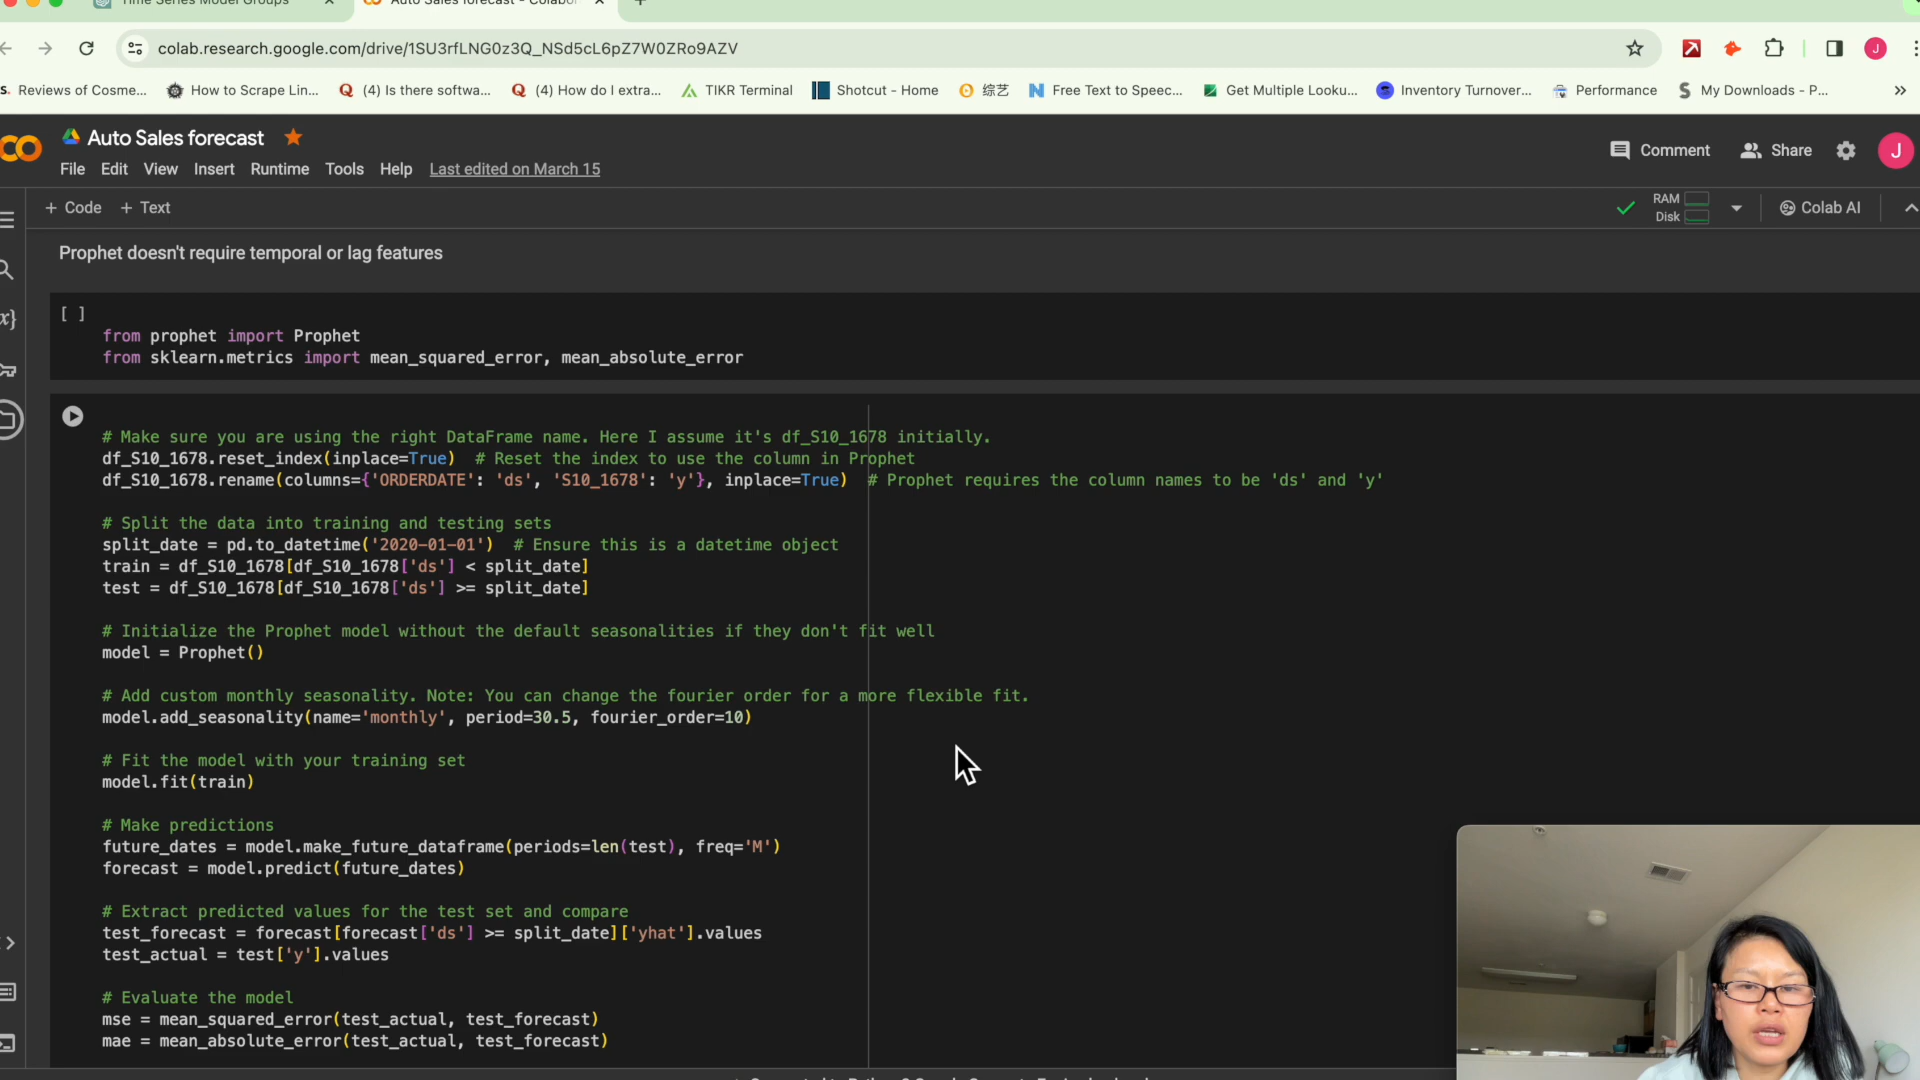 Time Series Model Groups
Auto Sales forecast - Colabo
colab.research.google.com/drive/1SU3rfLNG0z3Q_NSd5cL6pZ7W0ZRo9AZV
J
s. Reviews of Cosme...
How to Scrape Lin...
(4) Is there softwa...
(4) How do I extra...
TIKR Terminal
Shotcut - Home
综艺
Free Text to Speec...
Get Multiple Looku...
Inventory Turnover...
Performance
My Downloads - P...
Auto Sales forecast
File Edit View Insert Runtime Tools Help Last edited on March 15
Comment Share J
+ Code + Text
RAM
Disk
Colab AI
Prophet doesn't require temporal or lag features
[ ]
from prophet import Prophet
from sklearn.metrics import mean_squared_error, mean_absolute_error
# Make sure you are using the right DataFrame name. Here I assume it's df_S10_1678 initially.
df_S10_1678.reset_index(inplace=True)  # Reset the index to use the column in Prophet
df_S10_1678.rename(columns={'ORDERDATE': 'ds', 'S10_1678': 'y'}, inplace=True)  # Prophet requires the column names to be 'ds' and 'y'
# Split the data into training and testing sets
split_date = pd.to_datetime('2020-01-01')  # Ensure this is a datetime object
train = df_S10_1678[df_S10_1678['ds'] < split_date]
test = df_S10_1678[df_S10_1678['ds'] >= split_date]
# Initialize the Prophet model without the default seasonalities if they don't fit well
model = Prophet()
# Add custom monthly seasonality. Note: You can change the fourier order for a more flexible fit.
model.add_seasonality(name='monthly', period=30.5, fourier_order=10)
# Fit the model with your training set
model.fit(train)
# Make predictions
future_dates = model.make_future_dataframe(periods=len(test), freq='M')
forecast = model.predict(future_dates)
# Extract predicted values for the test set and compare
test_forecast = forecast[forecast['ds'] >= split_date]['yhat'].values
test_actual = test['y'].values
# Evaluate the model
mse = mean_squared_error(test_actual, test_forecast)
mae = mean_absolute_error(test_actual, test_forecast)